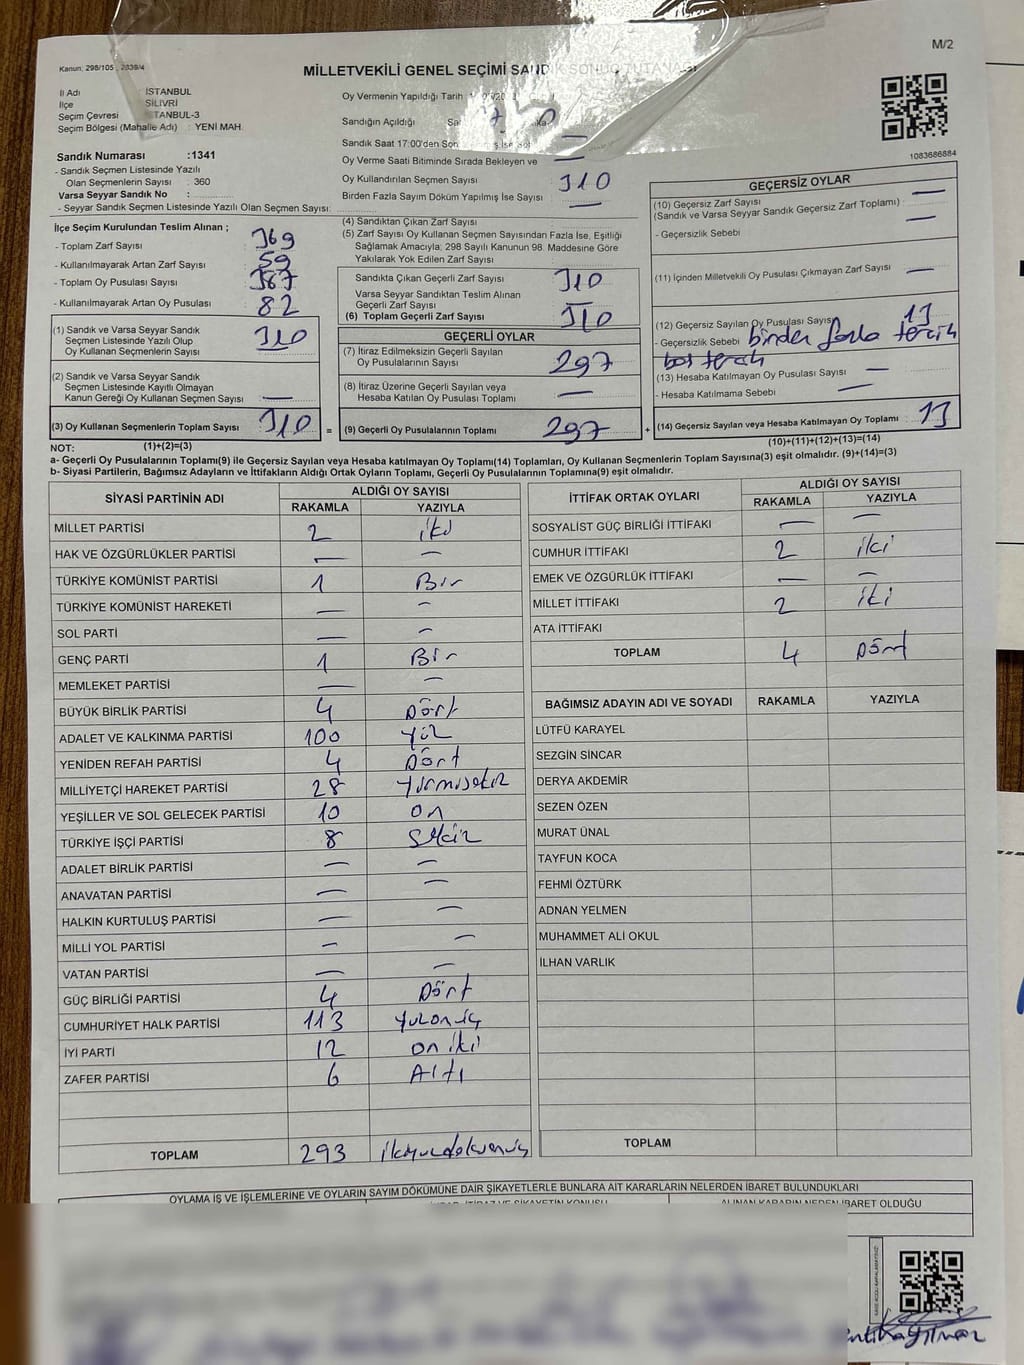 M/2
Kanun: 298/105 , 2839/4
MİLLETVEKİLİ GENEL SEÇİMİ SANDIK SONUÇ TUTANAĞI
İl Adı : İSTANBUL
İlçe : SİLİVRİ
Seçim Çevresi : İSTANBUL-3
Seçim Bölgesi (Mahalle Adı) : YENİ MAH.
Sandık Numarası :1341
- Sandık Seçmen Listesinde Yazılı
Olan Seçmenlerin Sayısı : 360
Varsa Seyyar Sandık No :
- Seyyar Sandık Seçmen Listesinde Yazılı Olan Seçmen Sayısı:
Oy Vermenin Yapıldığı Tarih
Sandığın Açıldığı
Sandık Saat 17:00'den Son
Oy Verme Saati Bitiminde Sırada Bekleyen ve
Oy Kullandırılan Seçmen Sayısı 310
Birden Fazla Sayım Döküm Yapılmış İse Sayısı —
1083686884
İlçe Seçim Kurulundan Teslim Alınan ;
- Toplam Zarf Sayısı 369
- Kullanılmayarak Artan Zarf Sayısı 59
- Toplam Oy Pusulası Sayısı 387
- Kullanılmayarak Artan Oy Pusulası 82
(1) Sandık ve Varsa Seyyar Sandık
Seçmen Listesinde Yazılı Olup
Oy Kullanan Seçmenlerin Sayısı 310
(2) Sandık ve Varsa Seyyar Sandık
Seçmen Listesinde Kayıtlı Olmayan
Kanun Gereği Oy Kullanan Seçmen Sayısı —
(3) Oy Kullanan Seçmenlerin Toplam Sayısı 310 =
(4) Sandıktan Çıkan Zarf Sayısı
(5) Zarf Sayısı Oy Kullanan Seçmen Sayısından Fazla İse, Eşitliği
Sağlamak Amacıyla; 298 Sayılı Kanunun 98. Maddesine Göre
Yakılarak Yok Edilen Zarf Sayısı
Sandıkta Çıkan Geçerli Zarf Sayısı 310
Varsa Seyyar Sandıktan Teslim Alınan
Geçerli Zarf Sayısı —
(6) Toplam Geçerli Zarf Sayısı 310
GEÇERLİ OYLAR
(7) İtiraz Edilmeksizin Geçerli Sayılan
Oy Pusulalarının Sayısı 297
(8) İtiraz Üzerine Geçerli Sayılan veya
Hesaba Katılan Oy Pusulası Toplamı —
(9) Geçerli Oy Pusulalarının Toplamı 297 +
GEÇERSİZ OYLAR
(10) Geçersiz Zarf Sayısı —
(Sandık ve Varsa Seyyar Sandık Geçersiz Zarf Toplamı)
- Geçersizlik Sebebi —
(11) İçinden Milletvekili Oy Pusulası Çıkmayan Zarf Sayısı —
(12) Geçersiz Sayılan Oy Pusulası Sayısı 13
- Geçersizlik Sebebi binden fazla tercih
boş tercih
(13) Hesaba Katılmayan Oy Pusulası Sayısı —
- Hesaba Katılmama Sebebi —
(14) Geçersiz Sayılan veya Hesaba Katılmayan Oy Toplamı : 13
NOT: (1)+(2)=(3)
(10)+(11)+(12)+(13)=(14)
a- Geçerli Oy Pusulalarının Toplamı(9) ile Geçersiz Sayılan veya Hesaba katılmayan Oy Toplamı(14) Toplamları, Oy Kullanan Seçmenlerin Toplam Sayısına(3) eşit olmalıdır. (9)+(14)=(3)
b- Siyasi Partilerin, Bağımsız Adayların ve İttifakların Aldığı Ortak Oyların Toplamı, Geçerli Oy Pusulalarının Toplamına(9) eşit olmalıdır.
SİYASİ PARTİNİN ADI ALDIĞI OY SAYISI
RAKAMLA YAZIYLA
MİLLET PARTİSİ 2 iki
HAK VE ÖZGÜRLÜKLER PARTİSİ — —
TÜRKİYE KOMÜNİST PARTİSİ 1 Bir
TÜRKİYE KOMÜNİST HAREKETİ — —
SOL PARTİ — —
GENÇ PARTİ 1 Bir
MEMLEKET PARTİSİ — —
BÜYÜK BİRLİK PARTİSİ 4 Dört
ADALET VE KALKINMA PARTİSİ 100 Yüz
YENİDEN REFAH PARTİSİ 4 Dört
MİLLİYETÇİ HAREKET PARTİSİ 28 Yirmisekiz
YEŞİLLER VE SOL GELECEK PARTİSİ 10 On
TÜRKİYE İŞÇİ PARTİSİ 8 Sekiz
ADALET BİRLİK PARTİSİ — —
ANAVATAN PARTİSİ — —
HALKIN KURTULUŞ PARTİSİ — —
MİLLİ YOL PARTİSİ — —
VATAN PARTİSİ — —
GÜÇ BİRLİĞİ PARTİSİ 4 Dört
CUMHURİYET HALK PARTİSİ 113 Yüzonüç
İYİ PARTİ 12 on iki
ZAFER PARTİSİ 6 Altı
TOPLAM 293 ikiyüzdoksanüç
İTTİFAK ORTAK OYLARI ALDIĞI OY SAYISI
RAKAMLA YAZIYLA
SOSYALİST GÜÇ BİRLİĞİ İTTİFAKI — —
CUMHUR İTTİFAKI 2 iki
EMEK VE ÖZGÜRLÜK İTTİFAKI — —
MİLLET İTTİFAKI 2 iki
ATA İTTİFAKI
TOPLAM 4 Dört
BAĞIMSIZ ADAYIN ADI VE SOYADI RAKAMLA YAZIYLA
LÜTFÜ KARAYEL
SEZGİN SİNCAR
DERYA AKDEMİR
SEZEN ÖZEN
MURAT ÜNAL
TAYFUN KOCA
FEHMİ ÖZTÜRK
ADNAN YELMEN
MUHAMMET ALİ OKUL
İLHAN VARLIK
TOPLAM
OYLAMA İŞ VE İŞLEMLERİNE VE OYLARIN SAYIM DÖKÜMÜNE DAİR ŞİKAYETLERLE BUNLARA AİT KARARLARIN NELERDEN İBARET BULUNDUKLARI
İTİRAZ VE ŞİKAYETİN KONUSU ALINAN KARARIN NEDEN İBARET OLDUĞU